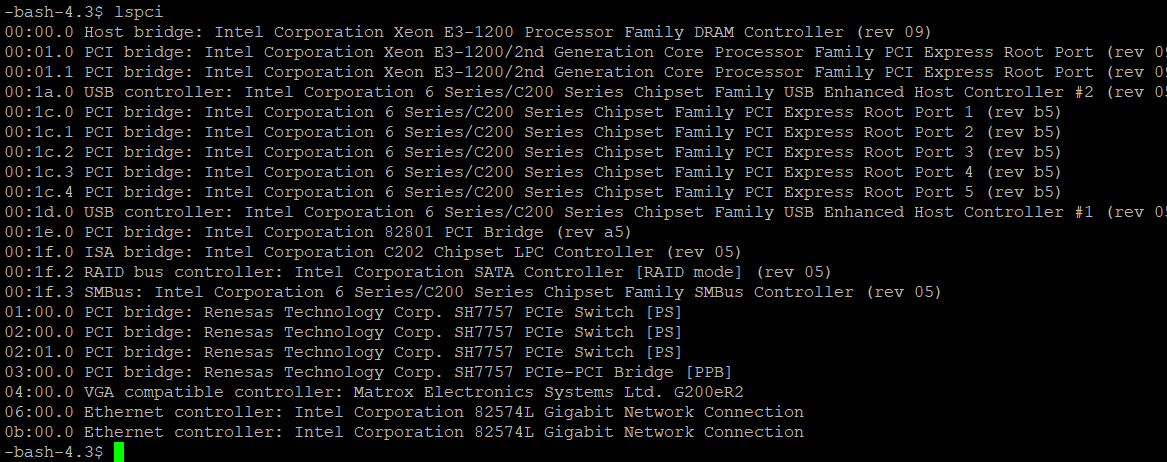 -bash-4.3$ lspci
00:00.0 Host bridge: Intel Corporation Xeon E3-1200 Processor Family DRAM Controller (rev 09)
00:01.0 PCI bridge: Intel Corporation Xeon E3-1200/2nd Generation Core Processor Family PCI Express Root Port (rev 09
00:01.1 PCI bridge: Intel Corporation Xeon E3-1200/2nd Generation Core Processor Family PCI Express Root Port (rev 09
00:1a.0 USB controller: Intel Corporation 6 Series/C200 Series Chipset Family USB Enhanced Host Controller #2 (rev 05
00:1c.0 PCI bridge: Intel Corporation 6 Series/C200 Series Chipset Family PCI Express Root Port 1 (rev b5)
00:1c.1 PCI bridge: Intel Corporation 6 Series/C200 Series Chipset Family PCI Express Root Port 2 (rev b5)
00:1c.2 PCI bridge: Intel Corporation 6 Series/C200 Series Chipset Family PCI Express Root Port 3 (rev b5)
00:1c.3 PCI bridge: Intel Corporation 6 Series/C200 Series Chipset Family PCI Express Root Port 4 (rev b5)
00:1c.4 PCI bridge: Intel Corporation 6 Series/C200 Series Chipset Family PCI Express Root Port 5 (rev b5)
00:1d.0 USB controller: Intel Corporation 6 Series/C200 Series Chipset Family USB Enhanced Host Controller #1 (rev 05
00:1e.0 PCI bridge: Intel Corporation 82801 PCI Bridge (rev a5)
00:1f.0 ISA bridge: Intel Corporation C202 Chipset LPC Controller (rev 05)
00:1f.2 RAID bus controller: Intel Corporation SATA Controller [RAID mode] (rev 05)
00:1f.3 SMBus: Intel Corporation 6 Series/C200 Series Chipset Family SMBus Controller (rev 05)
01:00.0 PCI bridge: Renesas Technology Corp. SH7757 PCIe Switch [PS]
02:00.0 PCI bridge: Renesas Technology Corp. SH7757 PCIe Switch [PS]
02:01.0 PCI bridge: Renesas Technology Corp. SH7757 PCIe Switch [PS]
03:00.0 PCI bridge: Renesas Technology Corp. SH7757 PCIe-PCI Bridge [PPB]
04:00.0 VGA compatible controller: Matrox Electronics Systems Ltd. G200eR2
06:00.0 Ethernet controller: Intel Corporation 82574L Gigabit Network Connection
0b:00.0 Ethernet controller: Intel Corporation 82574L Gigabit Network Connection
-bash-4.3$